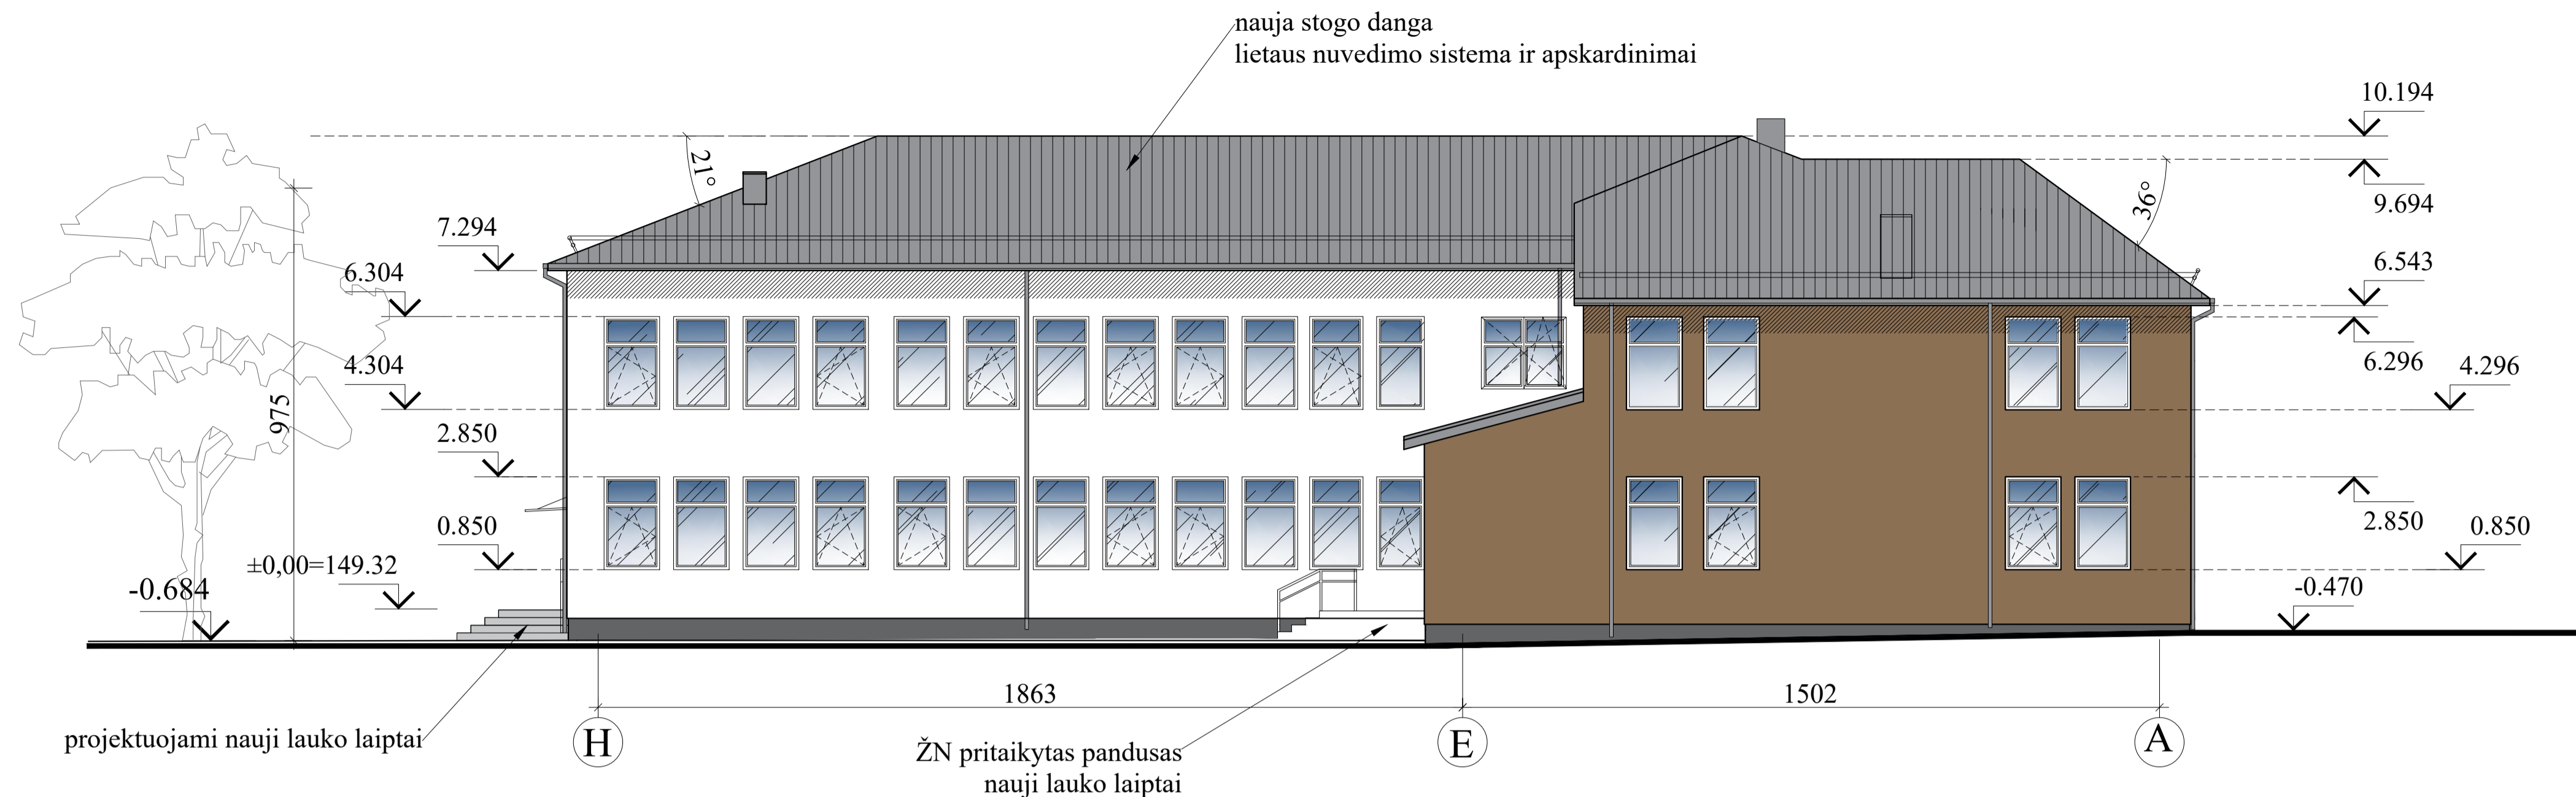 nauja stogo danga
lietaus nuvedimo sistema ir apskardinimai
10.194
21°
36°
9.694
7.294
6.304
6.543
6.296
4.296
4.304
975
2.850
2.850
0.850
0.850
±0,00=149.32
-0.684
-0.470
1863
1502
projektuojami nauji lauko laiptai
H
E
A
ŽN pritaikytas pandusas
nauji lauko laiptai